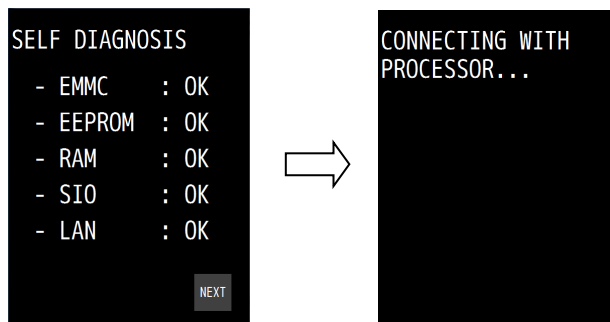 SELF DIAGNOSIS
- EMMC : OK
- EEPROM : OK
- RAM : OK
- SIO : OK
- LAN : OK
NEXT
CONNECTING WITH
PROCESSOR...